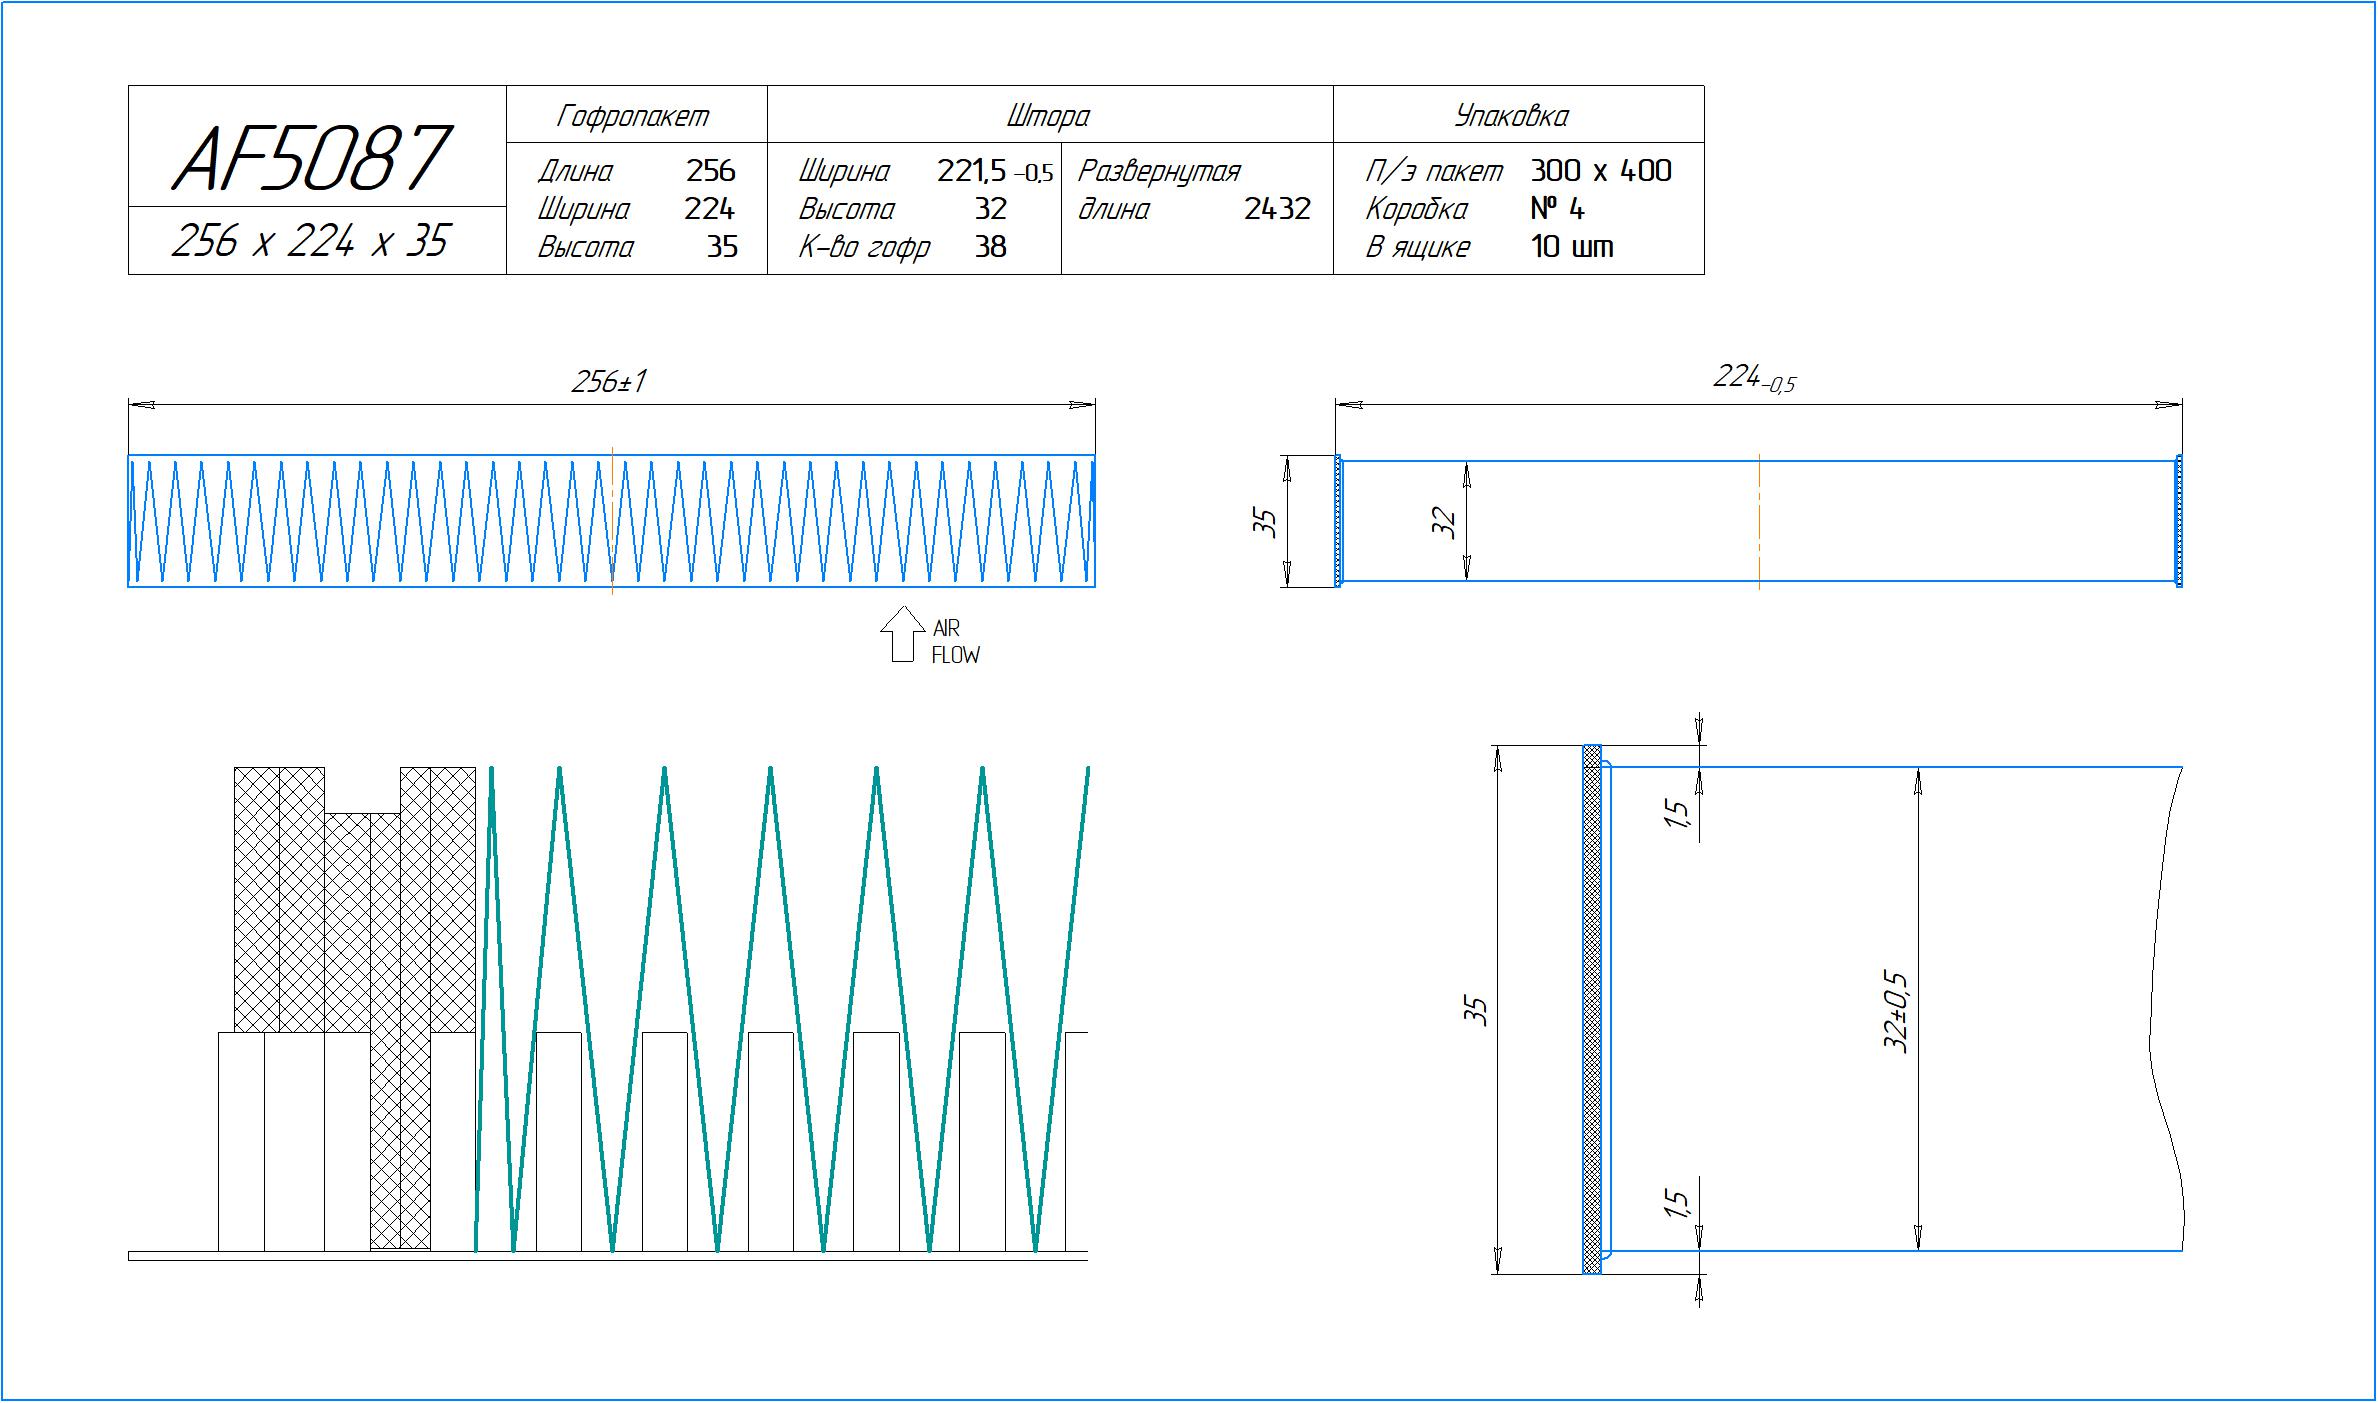 AF5087
256 x 224 x 35
Гофропакет
Длина 256
Ширина 224
Высота 35
Штора
Ширина 221,5 -0,5
Высота 32
К-во гофр 38
Развернутая
длина 2432
Упаковка
П/э пакет 300 x 400
Коробка № 4
В ящике 10 шт
256±1
224-0,5
35
32
AIR
FLOW
1,5
35
32±0,5
1,5